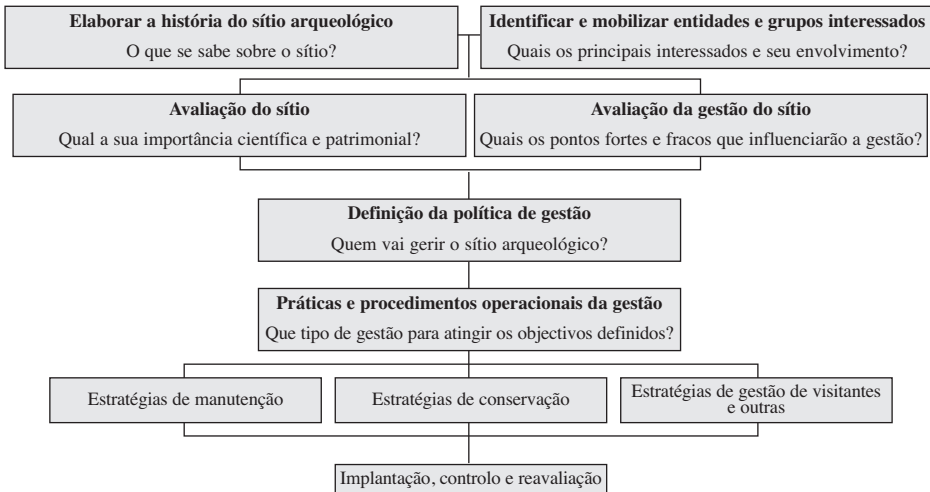 Elaborar a história do sítio arqueológico
O que se sabe sobre o sítio?
Identificar e mobilizar entidades e grupos interessados
Quais os principais interessados e seu envolvimento?
Avaliação do sítio
Qual a sua importância científica e patrimonial?
Avaliação da gestão do sítio
Quais os pontos fortes e fracos que influenciarão a gestão?
Definição da política de gestão
Quem vai gerir o sítio arqueológico?
Práticas e procedimentos operacionais da gestão
Que tipo de gestão para atingir os objectivos definidos?
Estratégias de manutenção
Estratégias de conservação
Estratégias de gestão de visitantes
e outras
Implantação, controlo e reavaliação